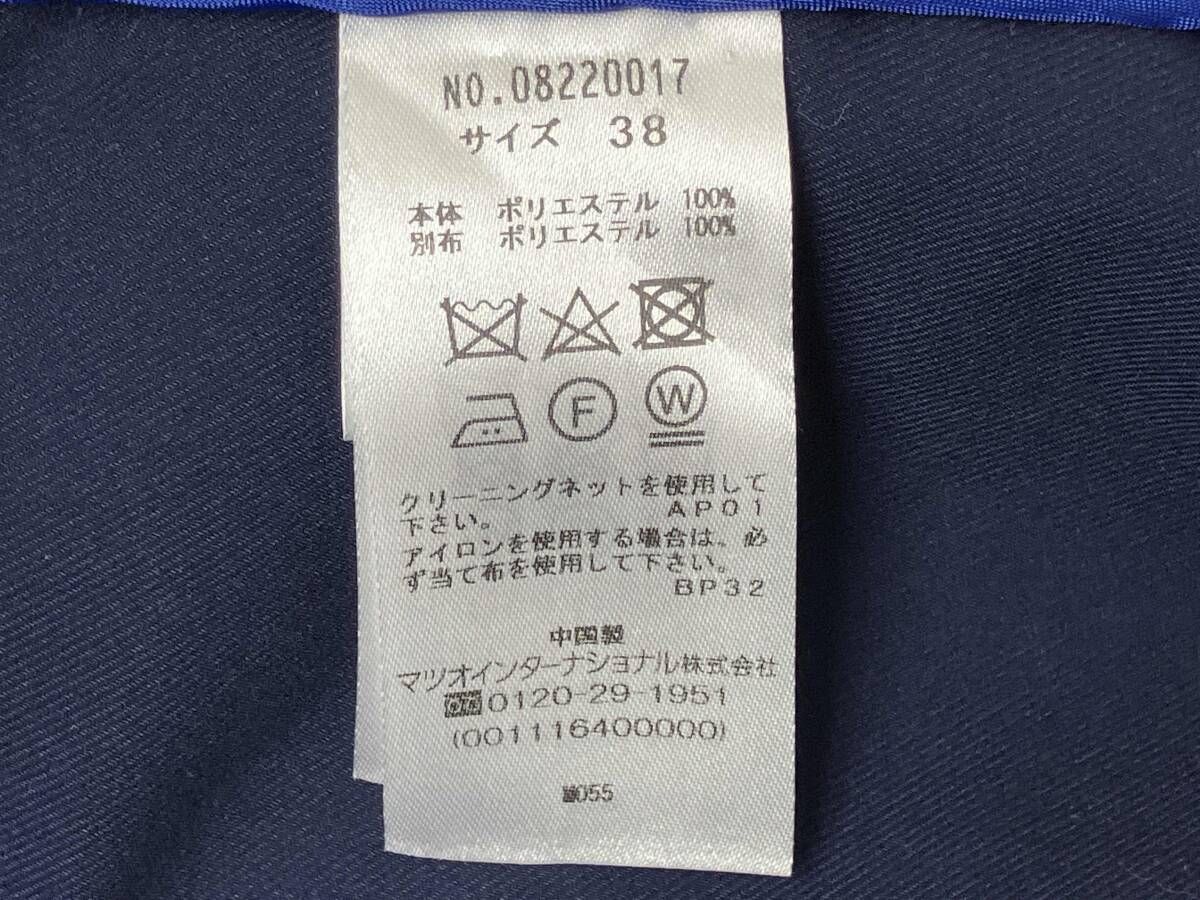 NO.08220017
サイズ 38
本体 ポリエステル 100%
別布 ポリエステル 100%
F
W
クリーニングネットを使用して
下さい。 AP01
アイロンを使用する場合は、必
ず当て布を使用して下さい。
BP32
中国製
マツオインターナショナル株式会社
0120-29-1951
(001116400000)
055